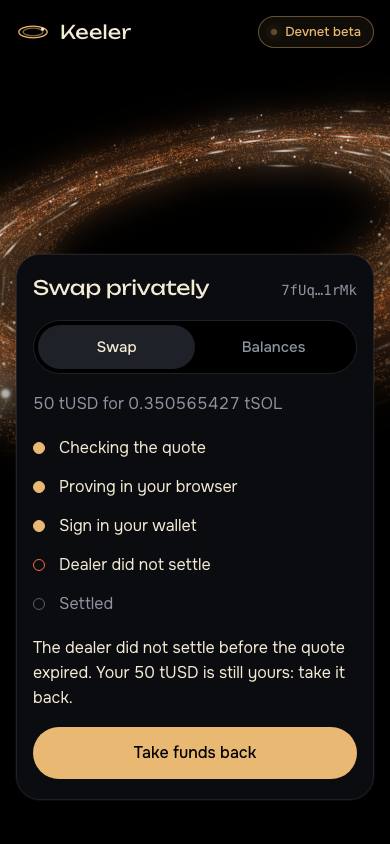 Keeler
Devnet beta
Swap privately
7fUq…1rMk
Swap
Balances
50 tUSD for 0.350565427 tSOL
Checking the quote
Proving in your browser
Sign in your wallet
Dealer did not settle
Settled
The dealer did not settle before the quote
expired. Your 50 tUSD is still yours: take it
back.
Take funds back